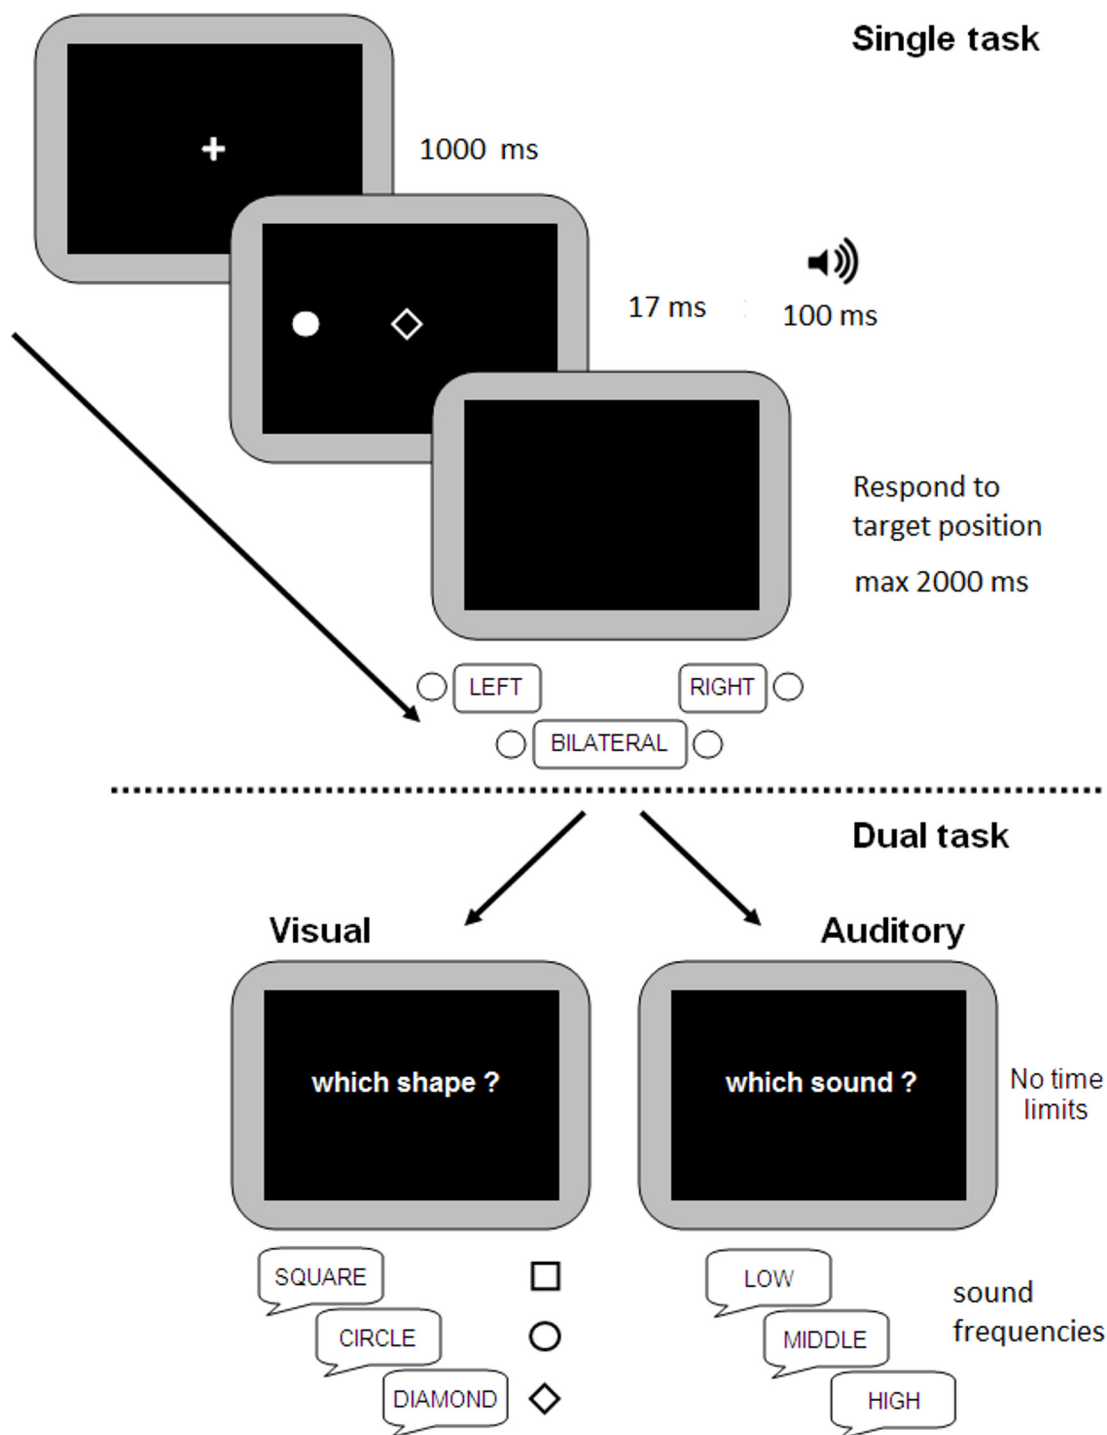 Single task
1000 ms
17 ms
100 ms
Respond to
target position
max 2000 ms
LEFT
RIGHT
BILATERAL
Dual task
Visual
Auditory
which shape ?
which sound ?
No time
limits
SQUARE
CIRCLE
DIAMOND
LOW
MIDDLE
HIGH
sound
frequencies